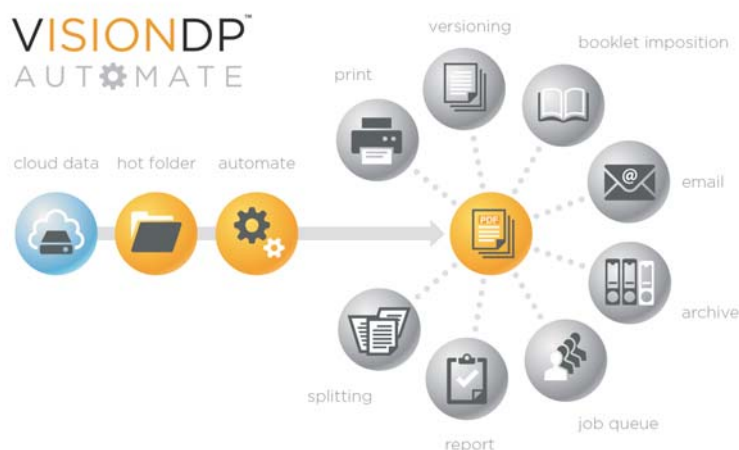 VISIONDP™
AUTOMATE
versioning
booklet imposition
print
cloud data
hot folder
automate
email
@
PDF
archive
splitting
job queue
report